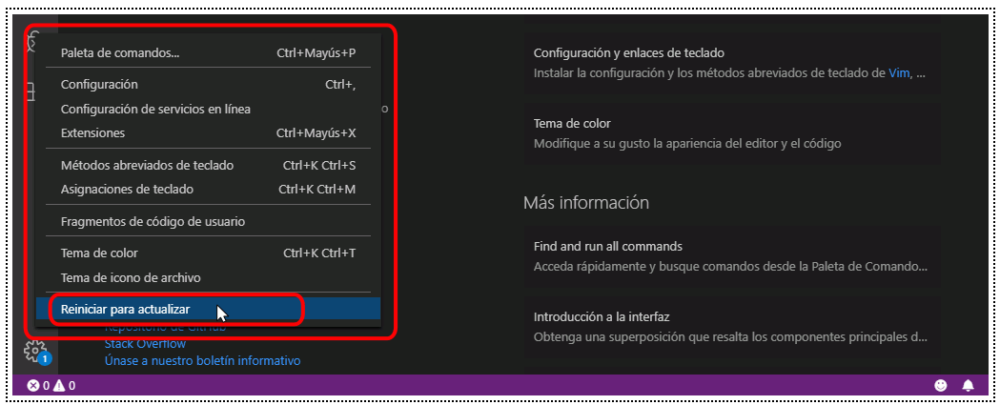 Paleta de comandos... Ctrl+Mayús+P
Configuración Ctrl+,
Configuración de servicios en línea
Extensiones Ctrl+Mayús+X
Métodos abreviados de teclado Ctrl+K Ctrl+S
Asignaciones de teclado Ctrl+K Ctrl+M
Fragmentos de código de usuario
Tema de color Ctrl+K Ctrl+T
Tema de icono de archivo
Reiniciar para actualizar
o
Repositorio de GitHub
Stack Overflow
Únase a nuestro boletín informativo
1
0 0
Configuración y enlaces de teclado
Instalar la configuración y los métodos abreviados de teclado de Vim, ...
Tema de color
Modifique a su gusto la apariencia del editor y el código
Más información
Find and run all commands
Acceda rápidamente y busque comandos desde la Paleta de Comando...
Introducción a la interfaz
Obtenga una superposición que resalta los componentes principales d...